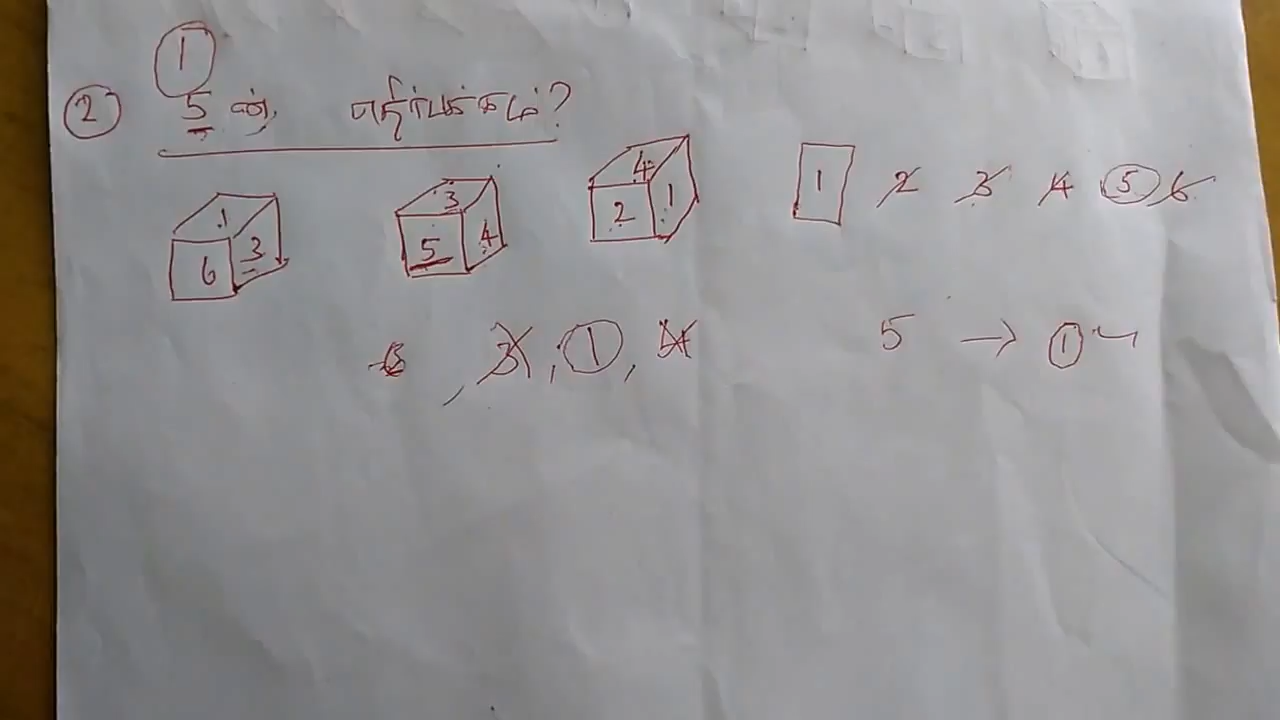 1
2 5 ன் எதிர்பக்கம்?
1 6 3
3 5 4
4 2 1
1 2 3 4 5 6
3, 1, 4
5 → 1